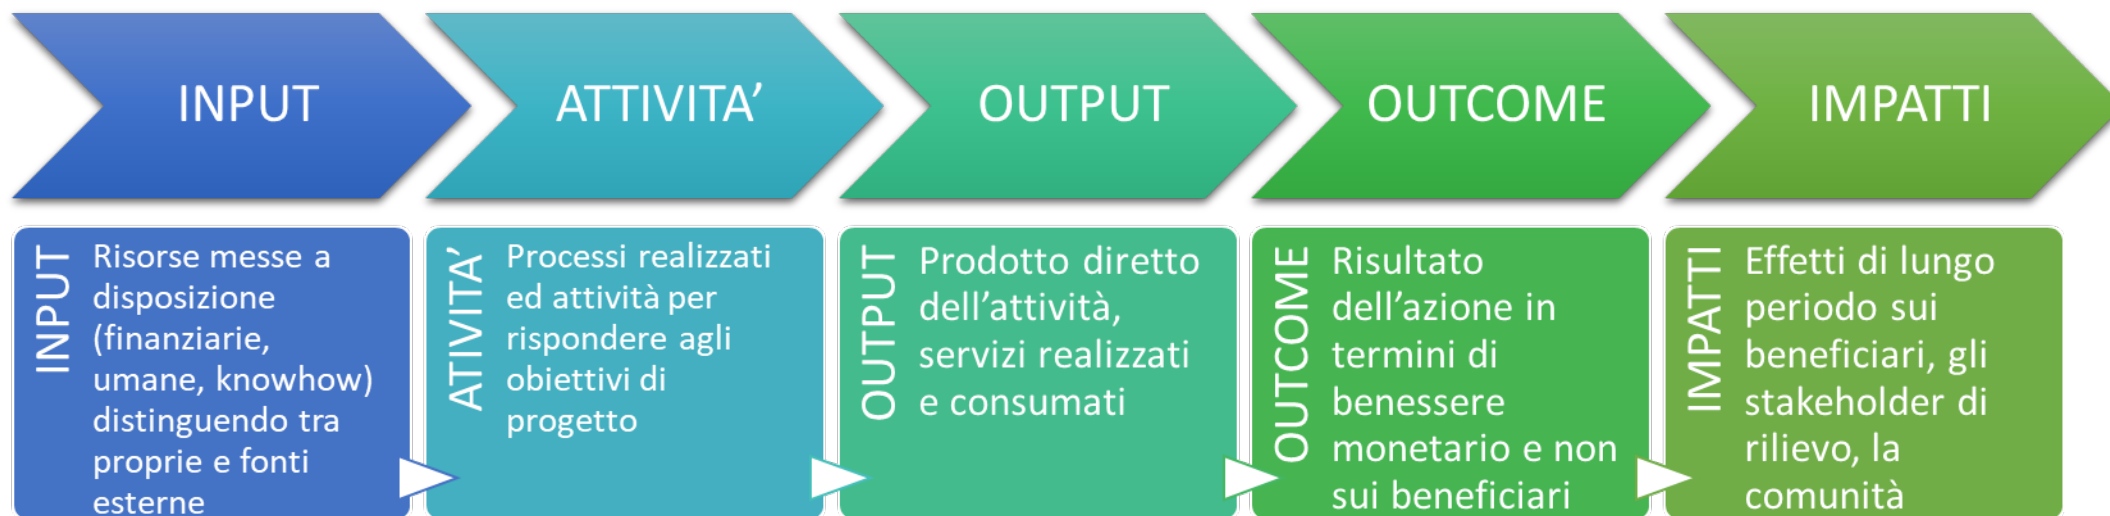 INPUT
ATTIVITA’
OUTPUT
OUTCOME
IMPATTI
INPUT
Risorse messe a
disposizione
(finanziarie,
umane, knowhow)
distinguendo tra
proprie e fonti
esterne
ATTIVITA’
Processi realizzati
ed attività per
rispondere agli
obiettivi di
progetto
OUTPUT
Prodotto diretto
dell’attività,
servizi realizzati
e consumati
OUTCOME
Risultato
dell’azione in
termini di
benessere
monetario e non
sui beneficiari
IMPATTI
Effetti di lungo
periodo sui
beneficiari, gli
stakeholder di
rilievo, la
comunità